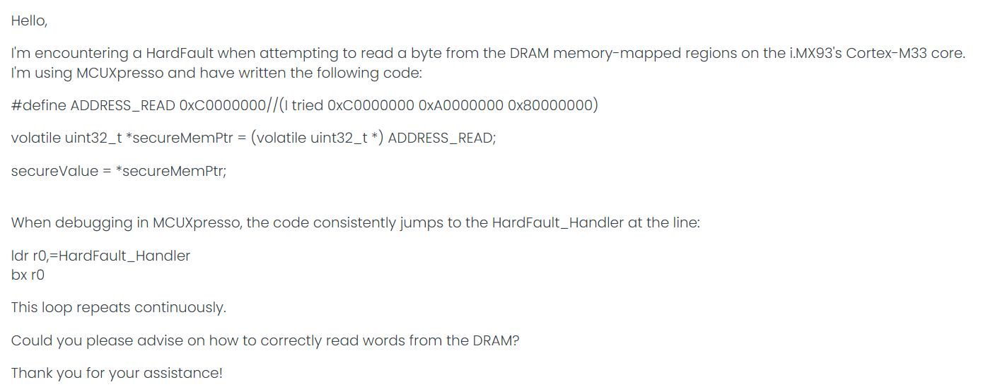 Hello,
I'm encountering a HardFault when attempting to read a byte from the DRAM memory-mapped regions on the i.MX93's Cortex-M33 core.
I'm using MCUXpresso and have written the following code:
#define ADDRESS_READ 0xC0000000//(I tried 0xC0000000 0xA0000000 0x80000000)
volatile uint32_t *secureMemPtr = (volatile uint32_t *) ADDRESS_READ;
secureValue = *secureMemPtr;
When debugging in MCUXpresso, the code consistently jumps to the HardFault_Handler at the line:
ldr r0,=HardFault_Handler
bx r0
This loop repeats continuously.
Could you please advise on how to correctly read words from the DRAM?
Thank you for your assistance!